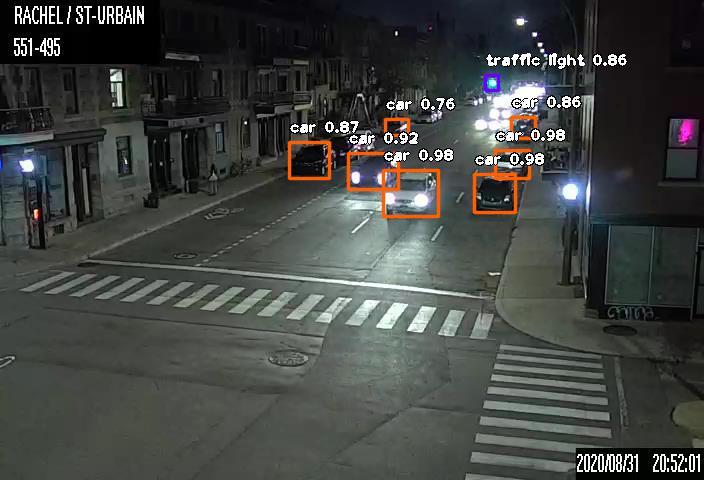 RACHEL / ST-URBAIN
551-495
traffic light 0.86
car 0.76
car 0.86
car 0.87
car 0.92
car 0.98
car 0.98
car 0.98
2020/08/31 20:52:01